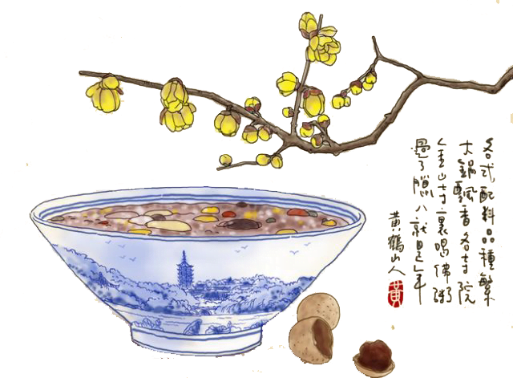 各式配料品種繁
大鍋飄香各寺院
金山寺裏喝佛粥
過了臘八就是年
黃鶴山人
黃